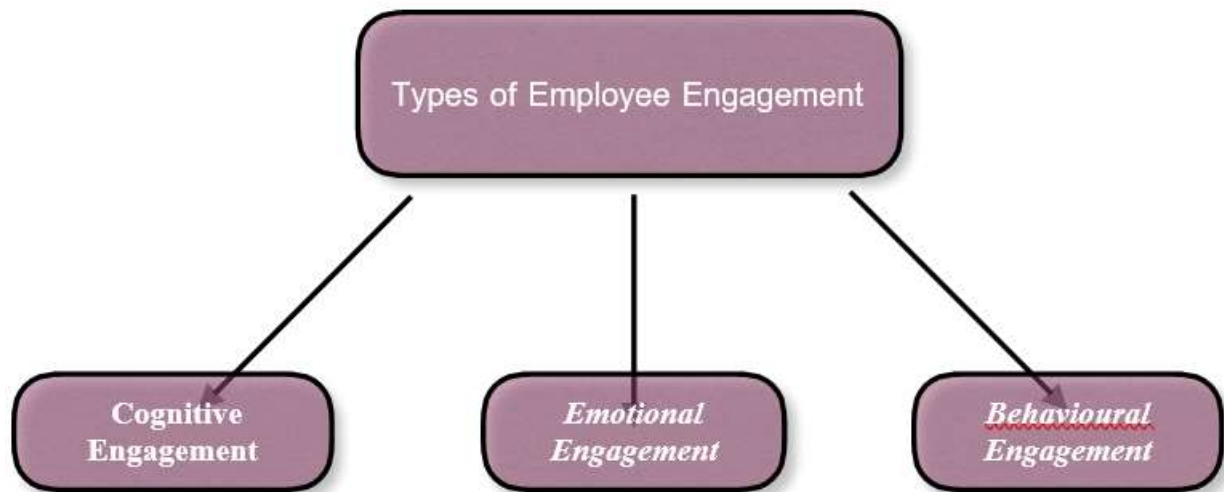 Types of Employee Engagement
Cognitive
Engagement
Emotional
Engagement
Behavioural
Engagement